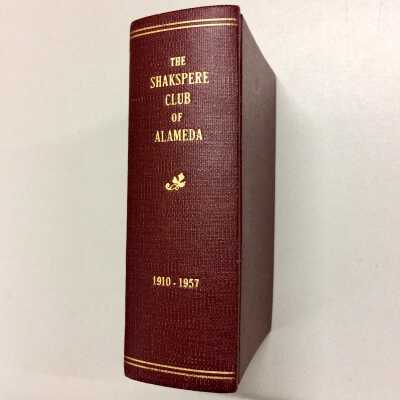 THE
SHAKSPERE
CLUB
OF
ALAMEDA
1910 - 1957